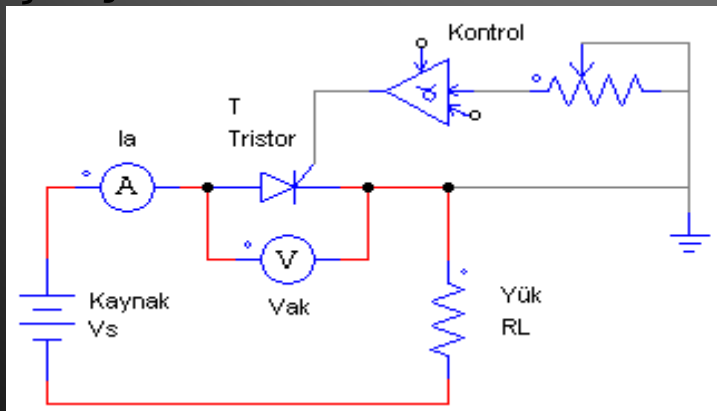 Kontrol
T
Tristor
Ia
A
V
Vak
Kaynak
Vs
Yük
RL